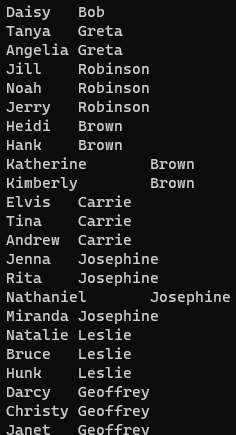 Daisy Bob
Tanya Greta
Angelia Greta
Jill Robinson
Noah Robinson
Jerry Robinson
Heidi Brown
Hank Brown
Katherine Brown
Kimberly Brown
Elvis Carrie
Tina Carrie
Andrew Carrie
Jenna Josephine
Rita Josephine
Nathaniel Josephine
Miranda Josephine
Natalie Leslie
Bruce Leslie
Hunk Leslie
Darcy Geoffrey
Christy Geoffrey
Janet Geoffrey